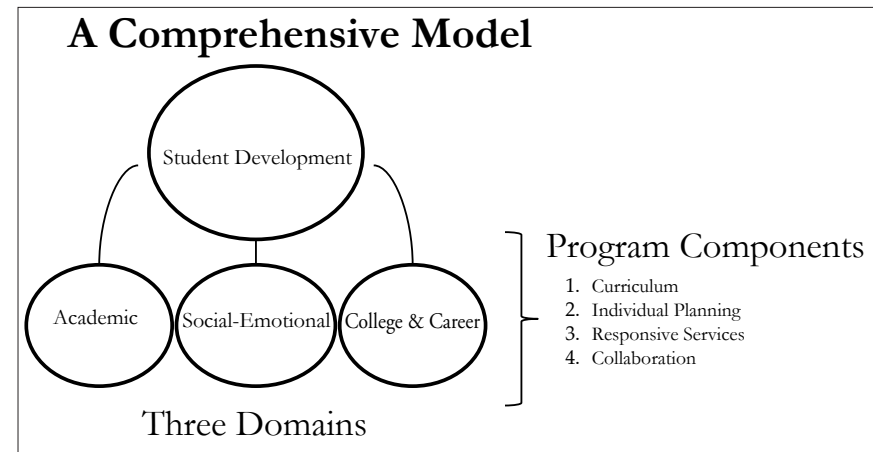 A Comprehensive Model
Student Development
Academic
Social-Emotional
College & Career
Three Domains
Program Components
1. Curriculum
2. Individual Planning
3. Responsive Services
4. Collaboration